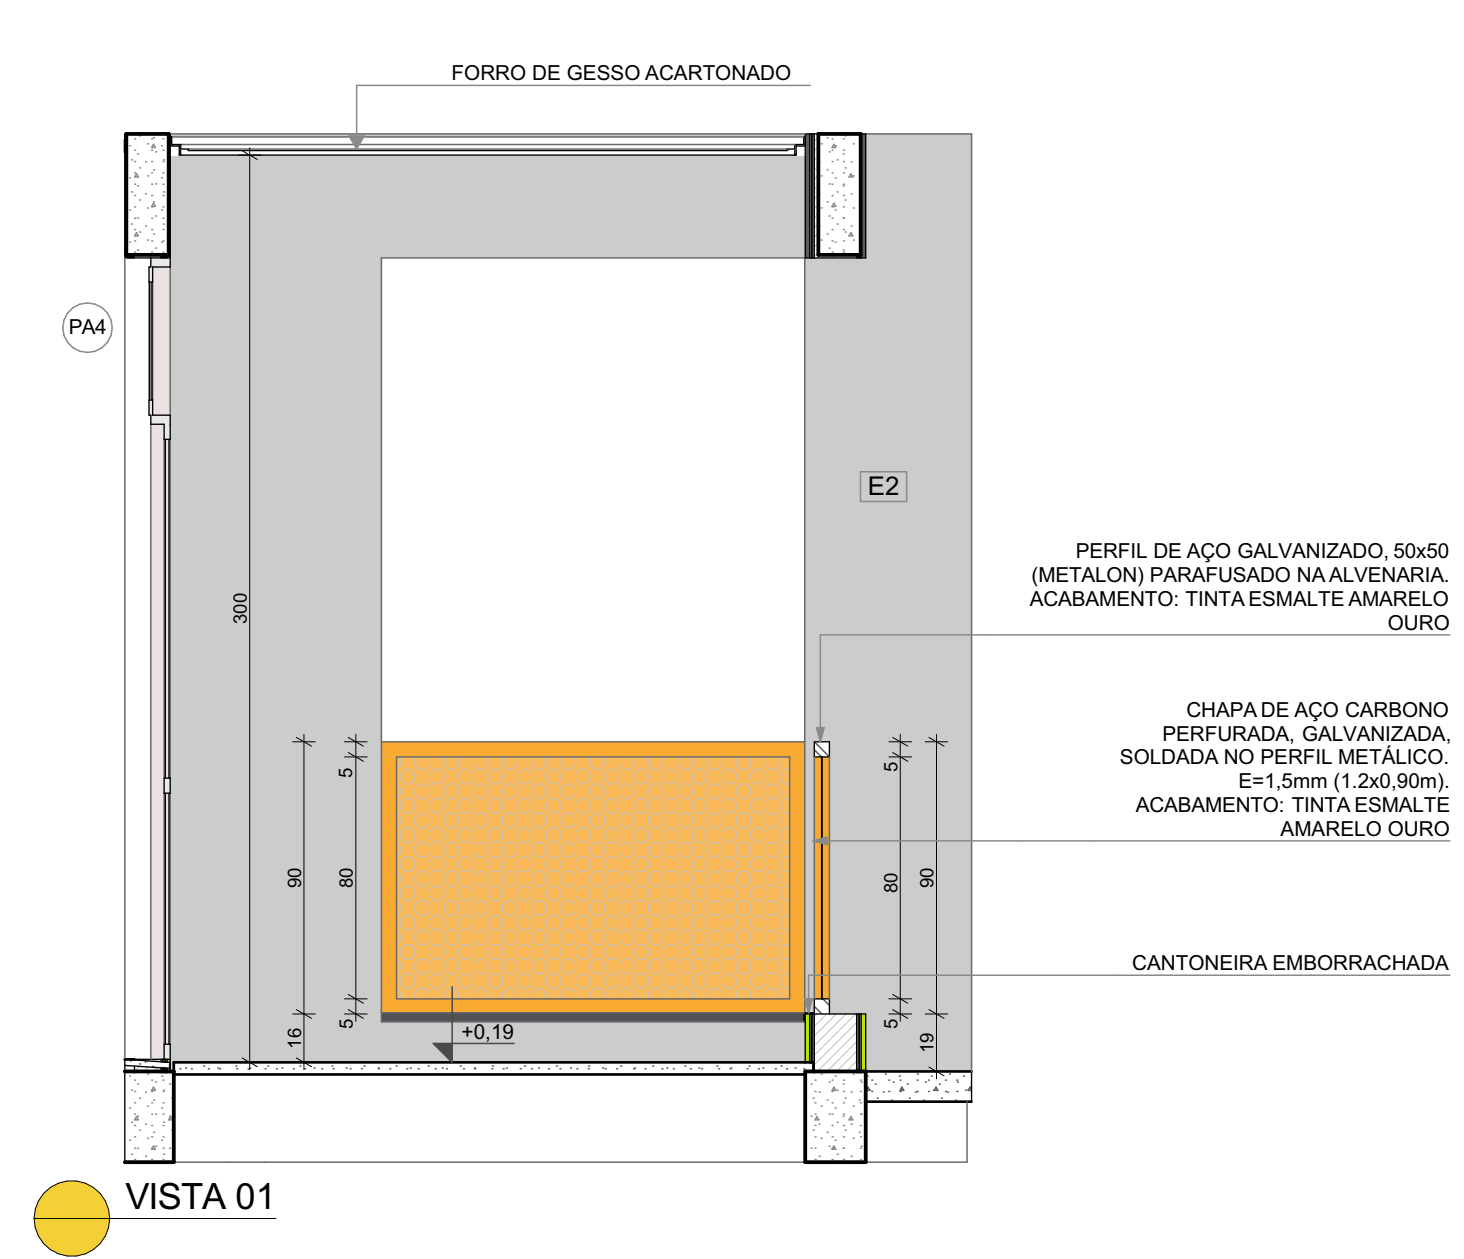 FORRO DE GESSO ACARTONADO
PA4
E2
PERFIL DE AÇO GALVANIZADO, 50x50
(METALON) PARAFUSADO NA ALVENARIA.
ACABAMENTO: TINTA ESMALTE AMARELO
OURO
300
CHAPA DE AÇO CARBONO
PERFURADA, GALVANIZADA,
SOLDADA NO PERFIL METÁLICO.
E=1,5mm (1.2x0,90m).
ACABAMENTO: TINTA ESMALTE
AMARELO OURO
5
5
90
80
80
90
CANTONEIRA EMBORRACHADA
16
5
+0,19
5
19
VISTA 01